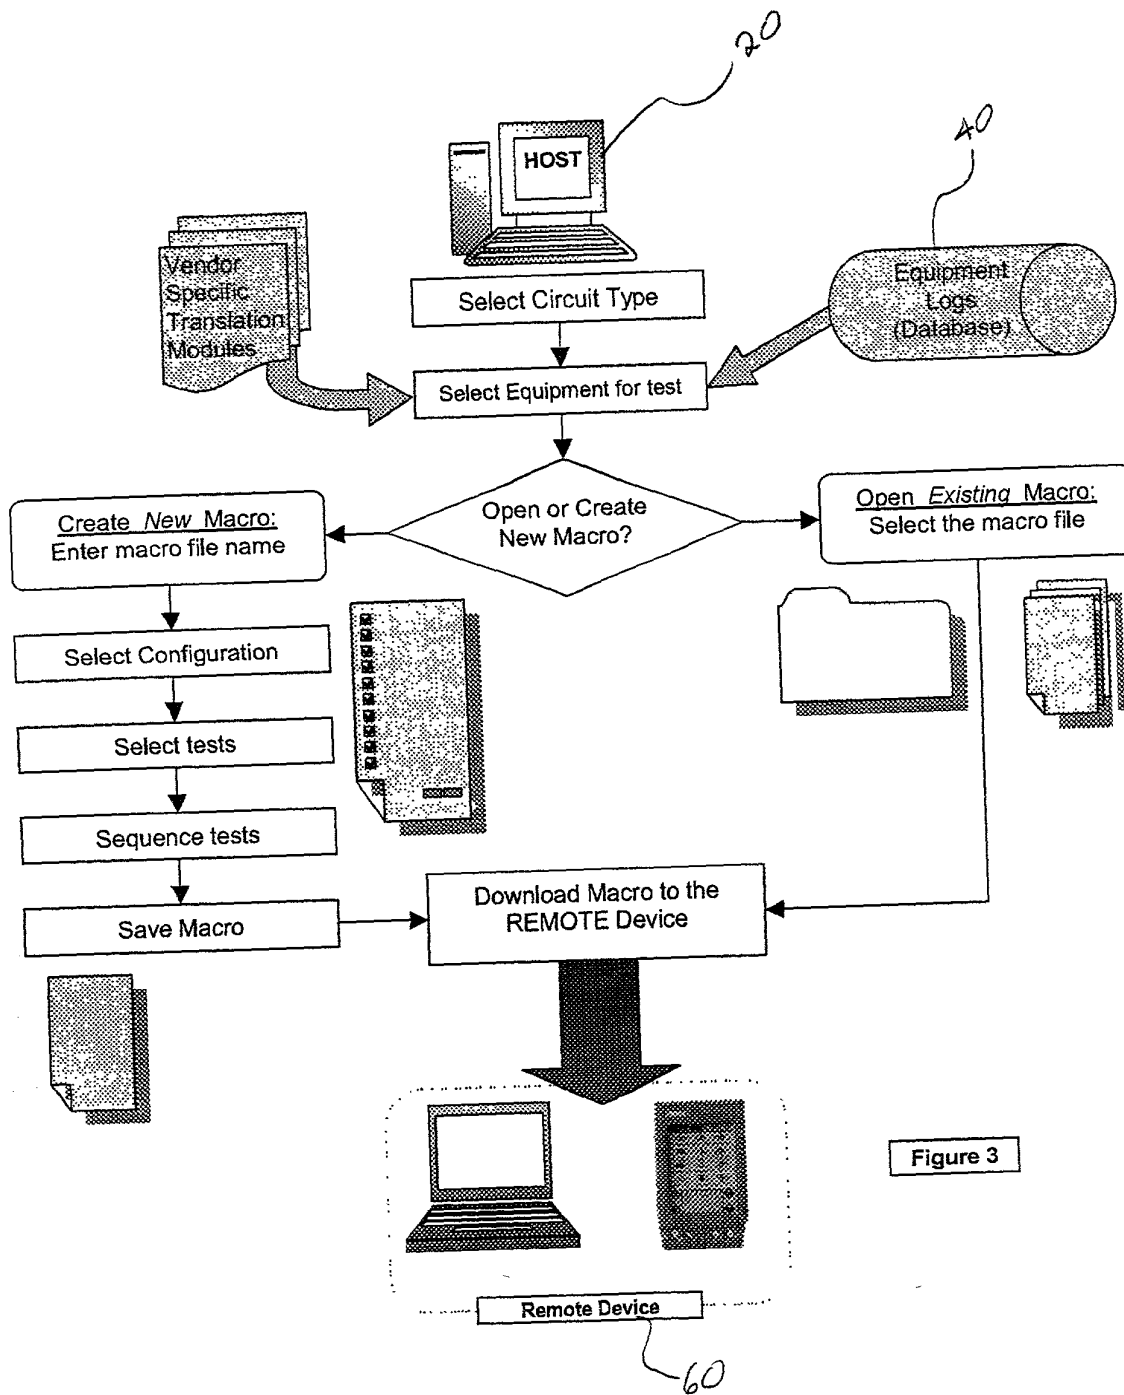 20
HOST
40
Vendor
Specific
Translation
Modules
Equipment
Logs
(Database)
Select Circuit Type
Select Equipment for test
Open or Create
New Macro?
Create New Macro:
Enter macro file name
Open Existing Macro:
Select the macro file
Select Configuration
Select tests
Sequence tests
Save Macro
Download Macro to the
REMOTE Device
Figure 3
Remote Device
60